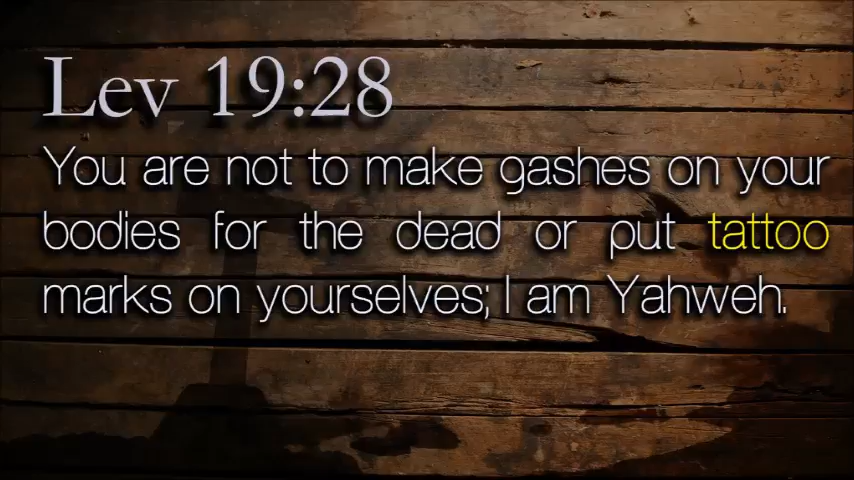 Lev 19:28
You are not to make gashes on your
bodies for the dead or put tattoo
marks on yourselves; I am Yahweh.